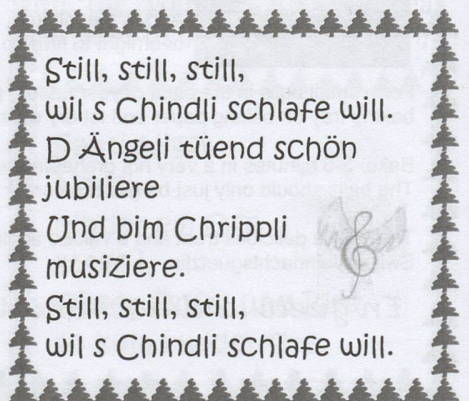 Still, still, still,
wil s Chindli schlafe will.
D Ängeli tüend schön
jubiliere
Und bim Chrippli
musiziere.
Still, still, still,
wil s Chindli schlafe will.